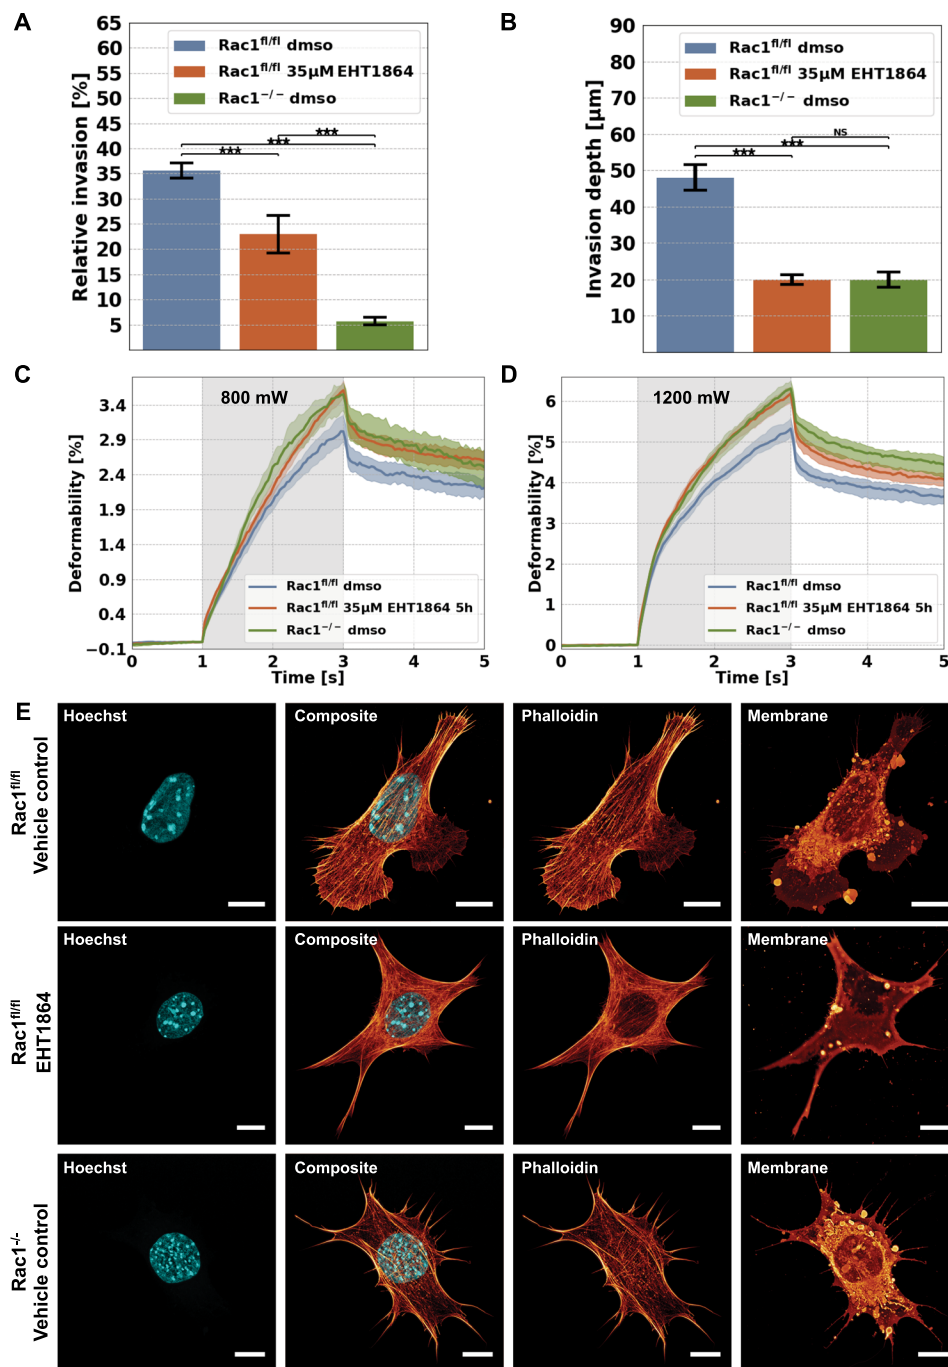 A
65
60
55
50
45
40
35
30
25
20
15
10
5
Relative invasion [%]
Rac1fl/fl dmso
Rac1fl/fl 35µM EHT1864
Rac1−/− dmso
***
***
***
B
90
80
70
60
50
40
30
20
10
Invasion depth [µm]
Rac1fl/fl dmso
Rac1fl/fl 35µM EHT1864
Rac1−/− dmso
NS
***
***
C
800 mW
3.4
2.9
2.4
1.9
1.4
0.9
0.4
−0.1
Deformability [%]
Rac1fl/fl dmso
Rac1fl/fl 35µM EHT1864 5h
Rac1−/− dmso
0 1 2 3 4 5
Time [s]
D
1200 mW
6
5
4
3
2
1
0
Deformability [%]
Rac1fl/fl dmso
Rac1fl/fl 35µM EHT1864 5h
Rac1−/− dmso
0 1 2 3 4 5
Time [s]
E
Rac1fl/fl
Vehicle control
Hoechst
Composite
Phalloidin
Membrane
Rac1fl/fl
EHT1864
Hoechst
Composite
Phalloidin
Membrane
Rac1-/-
Vehicle control
Hoechst
Composite
Phalloidin
Membrane